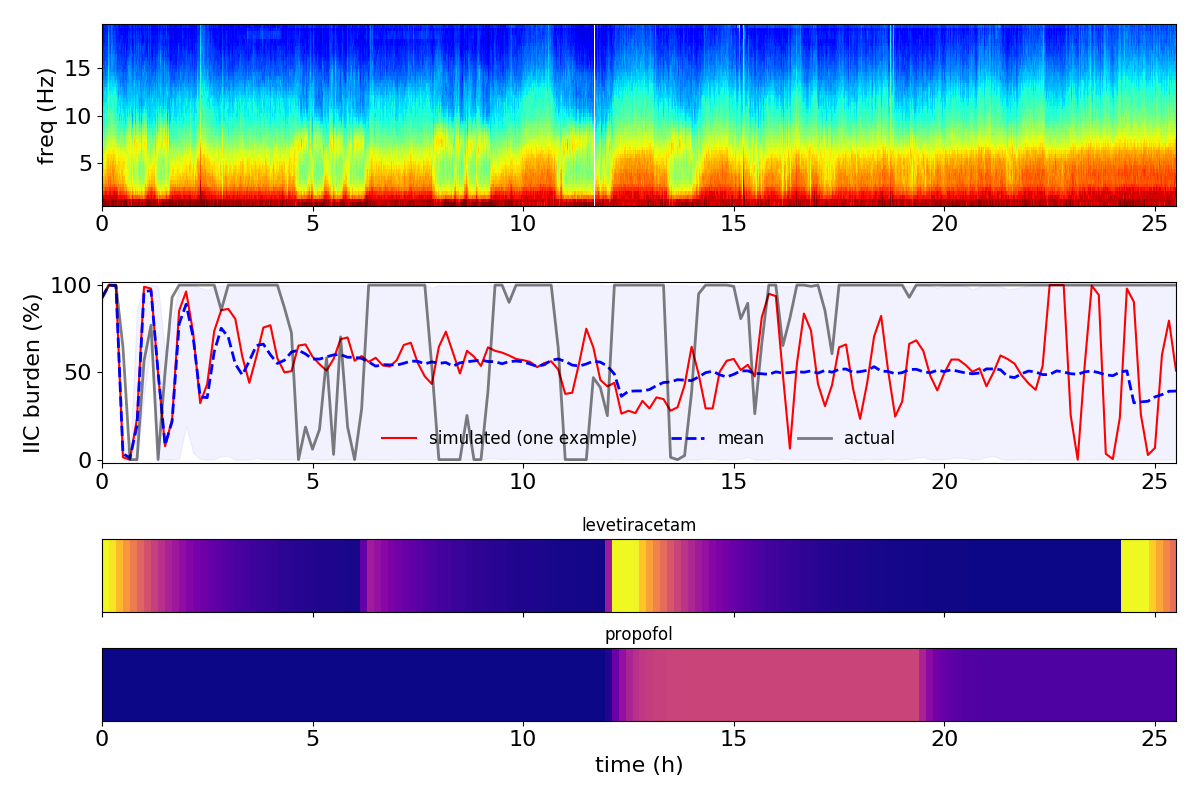 freq (Hz)
15
10
5
0 5 10 15 20 25
IIC burden (%)
100
50
0
simulated (one example) mean actual
0 5 10 15 20 25
levetiracetam
propofol
0 5 10 15 20 25
time (h)